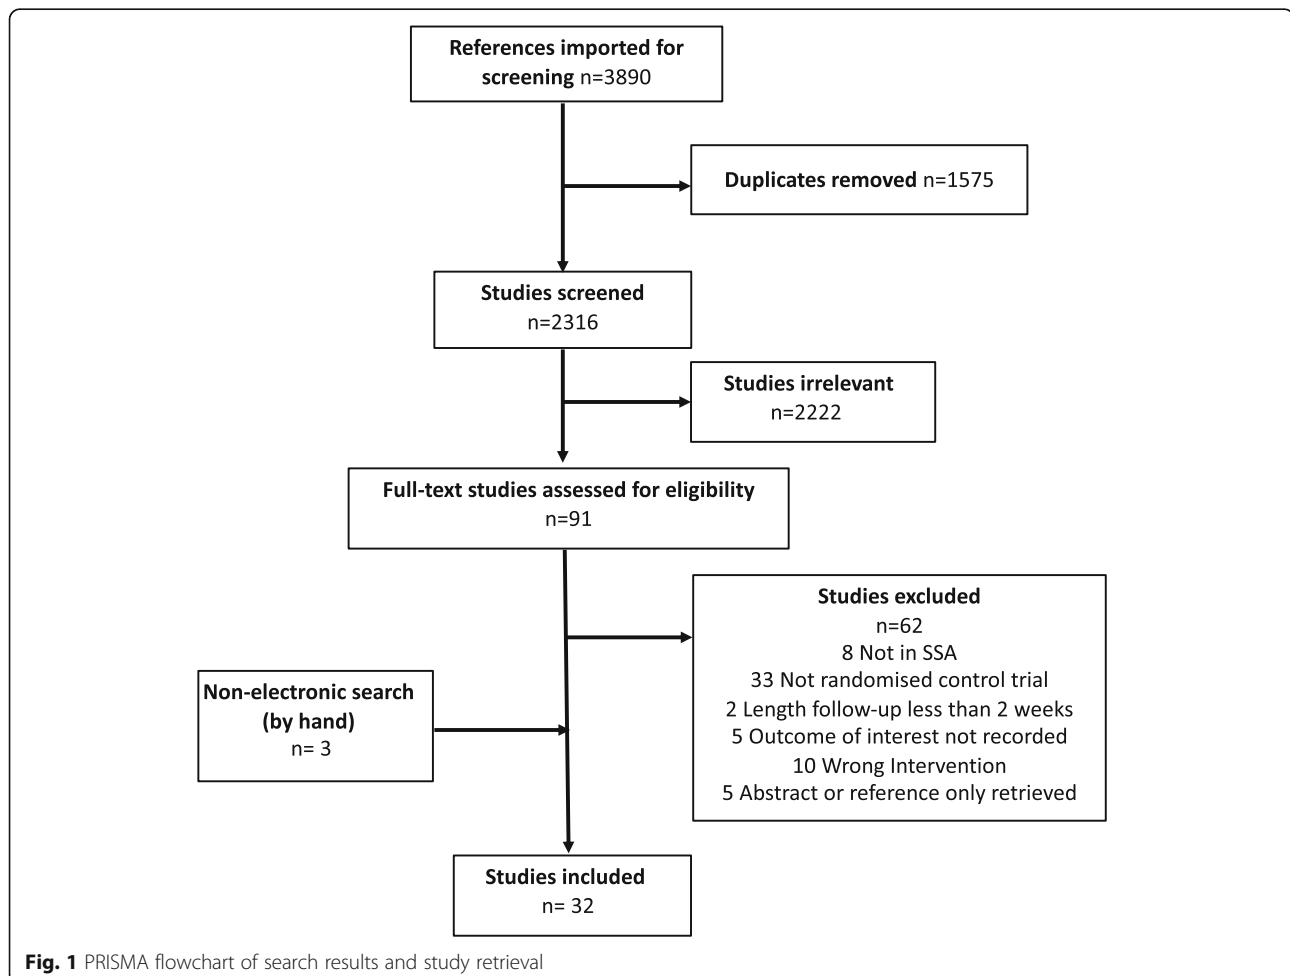 References imported for
screening n=3890
Duplicates removed n=1575
Studies screened
n=2316
Studies irrelevant
n=2222
Full-text studies assessed for eligibility
n=91
Studies excluded
n=62
8 Not in SSA
33 Not randomised control trial
2 Length follow-up less than 2 weeks
5 Outcome of interest not recorded
10 Wrong Intervention
5 Abstract or reference only retrieved
Non-electronic search
(by hand)
n= 3
Studies included
n= 32
Fig. 1 PRISMA flowchart of search results and study retrieval